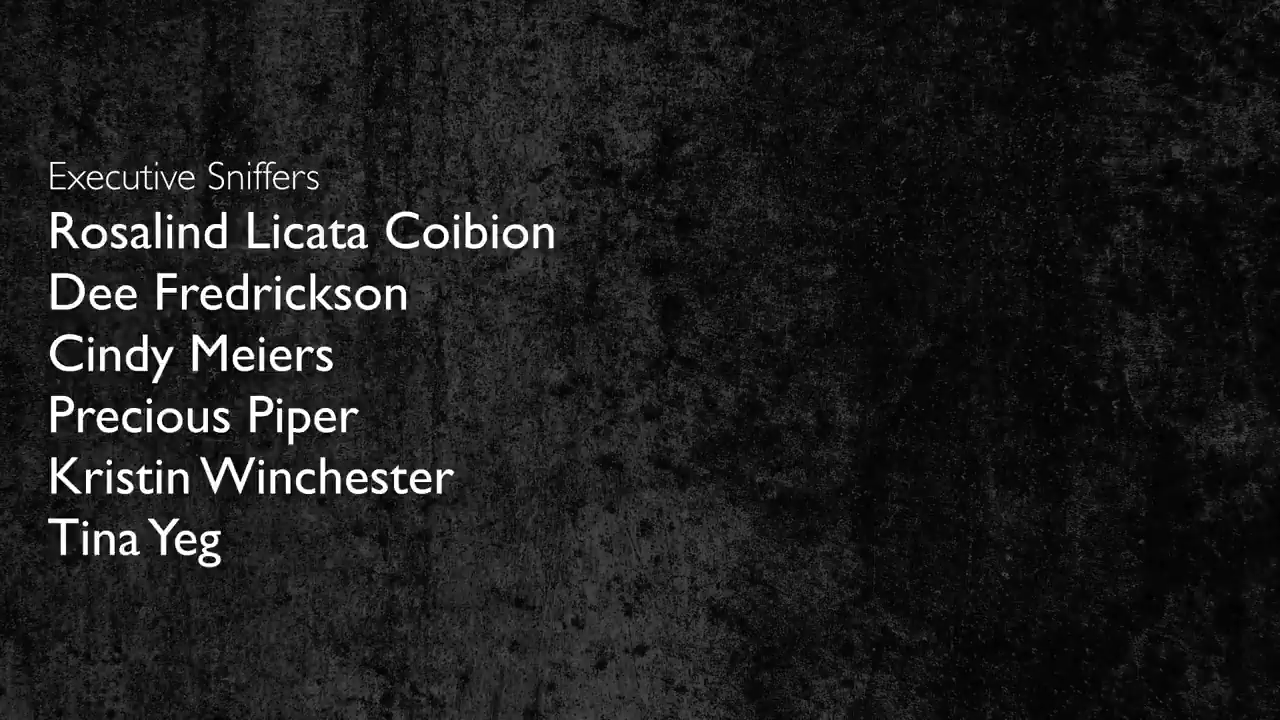 Executive Sniffers
Rosalind Licata Coibion
Dee Fredrickson
Cindy Meiers
Precious Piper
Kristin Winchester
Tina Yeg